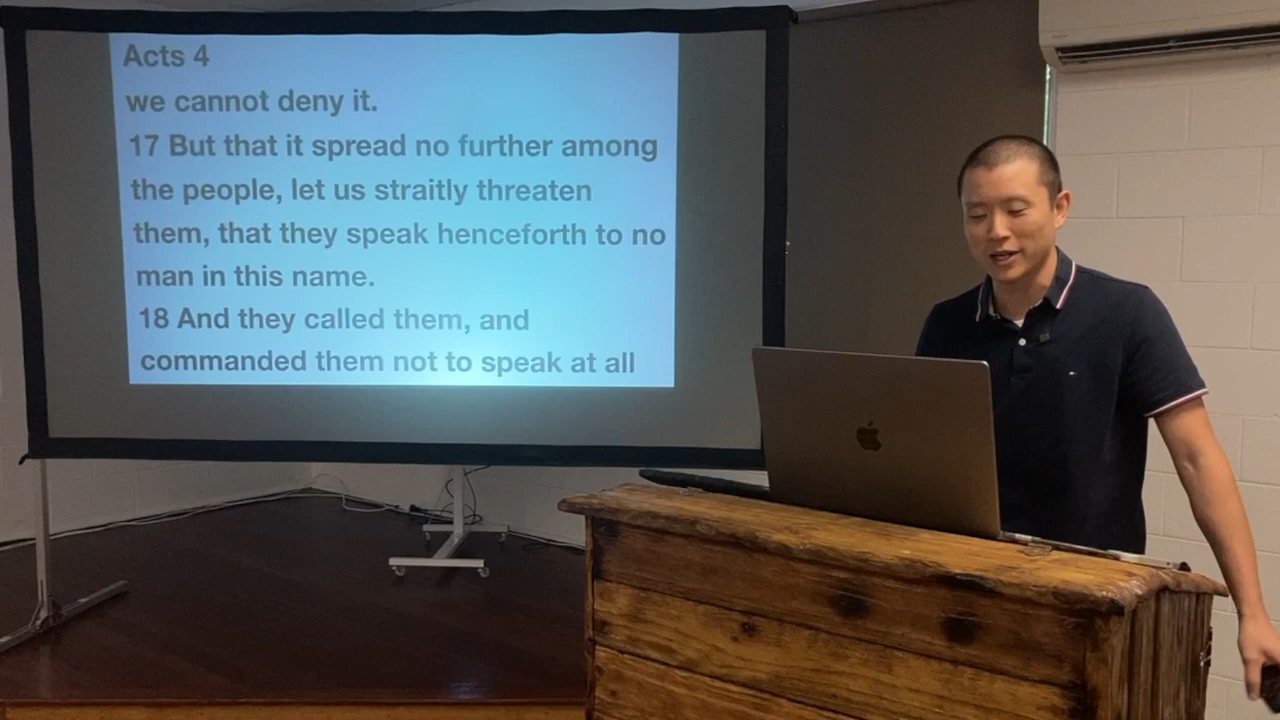 Acts 4
we cannot deny it.
17 But that it spread no further among
the people, let us straitly threaten
them, that they speak henceforth to no
man in this name.
18 And they called them, and
commanded them not to speak at all